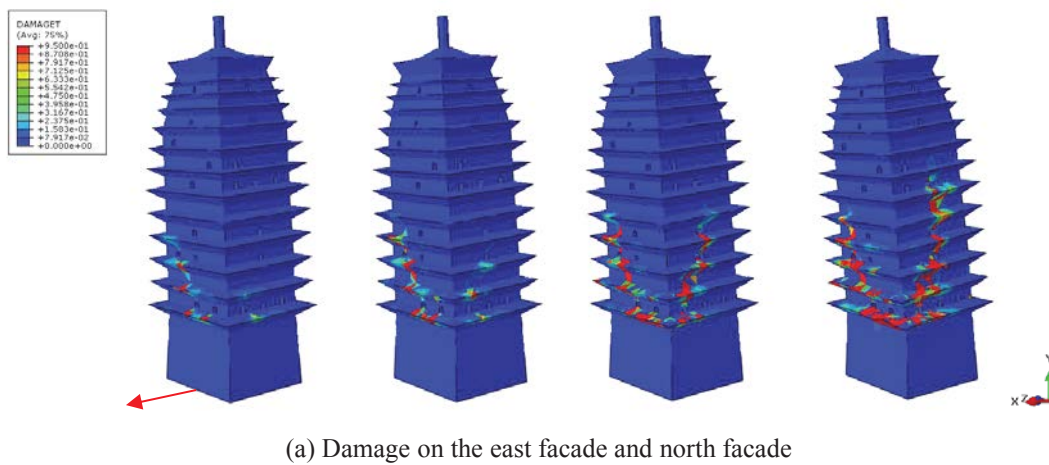 DAMAGET
(Avg: 75%)
+9.500e-01
+8.708e-01
+7.917e-01
+7.125e-01
+6.333e-01
+5.542e-01
+4.750e-01
+3.958e-01
+3.167e-01
+2.375e-01
+1.583e-01
+7.917e-02
+0.000e+00
Y
X Z
(a) Damage on the east facade and north facade